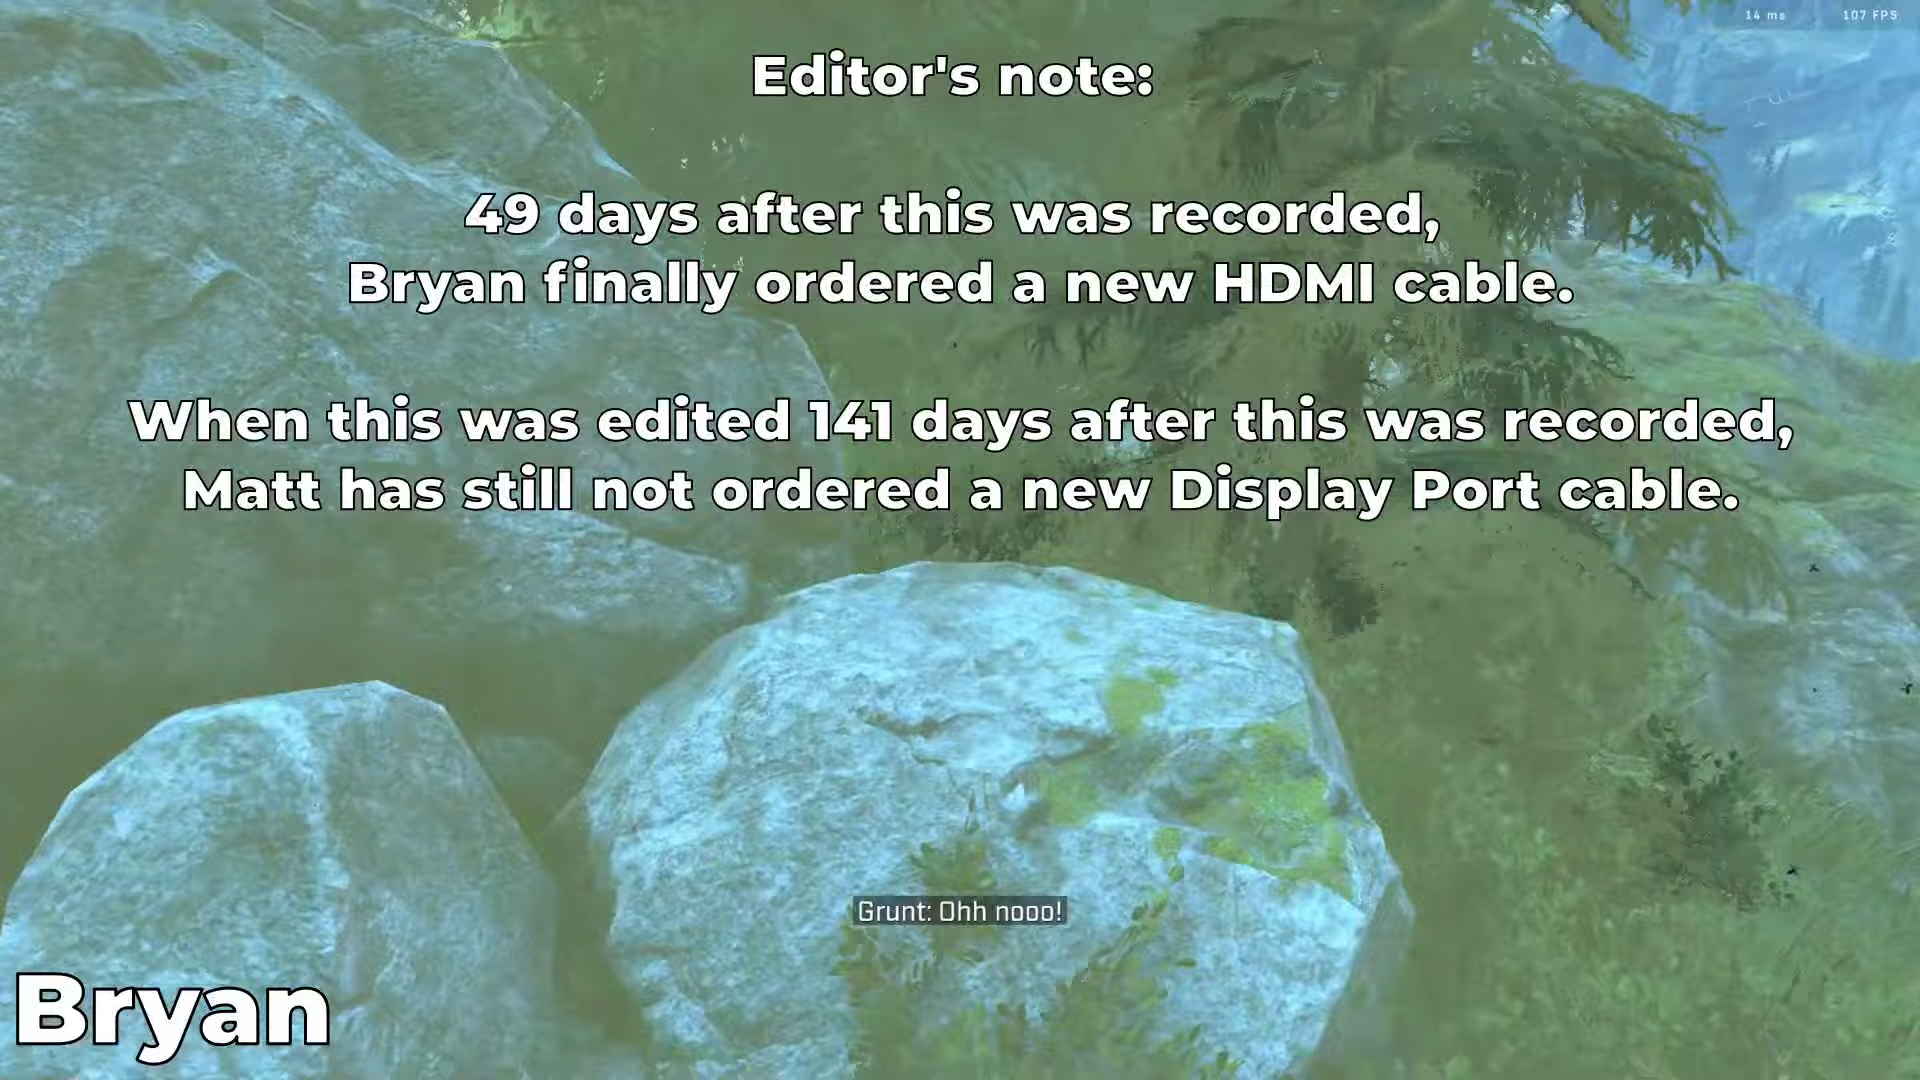 14 ms 107 FPS
Editor's note:
49 days after this was recorded,
Bryan finally ordered a new HDMI cable.
When this was edited 141 days after this was recorded,
Matt has still not ordered a new Display Port cable.
Grunt: Ohh nooo!
Bryan